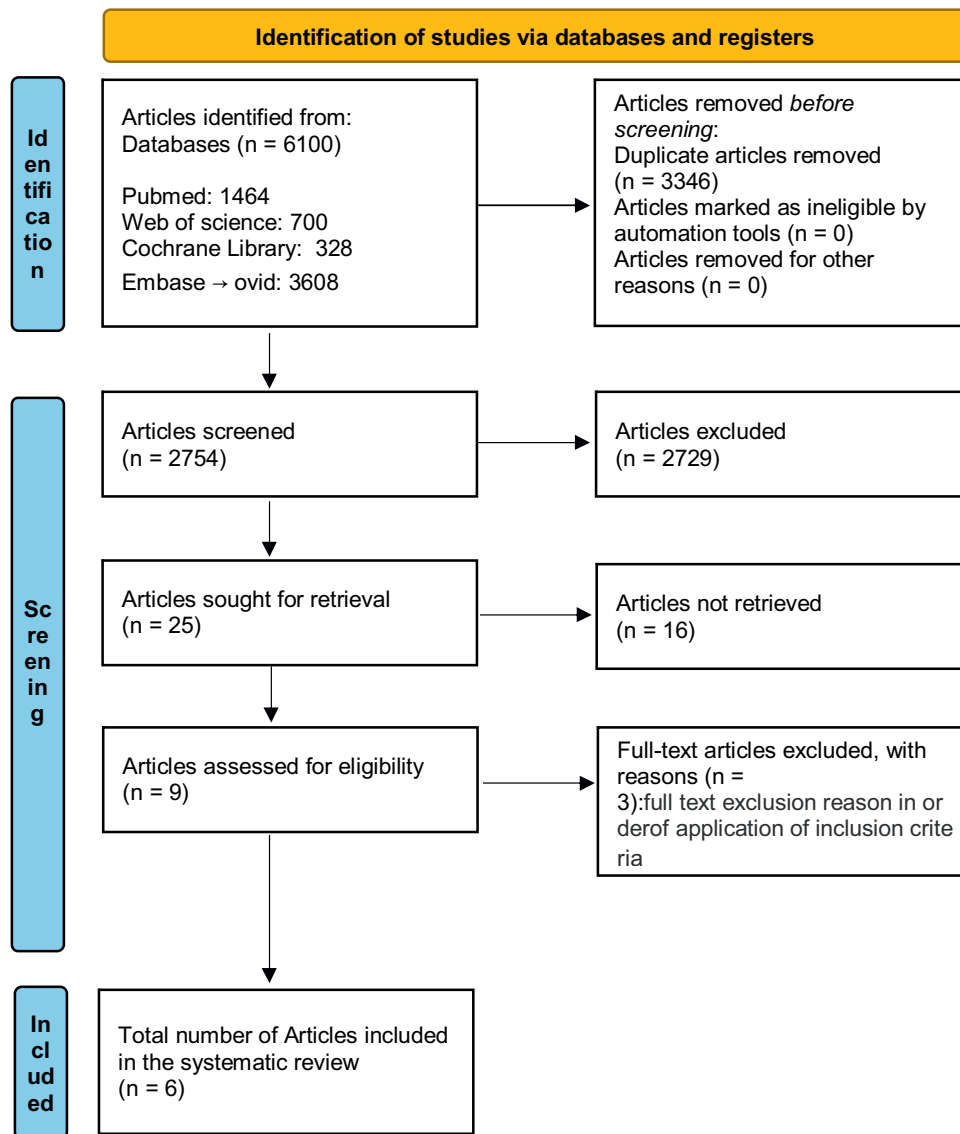 Identification of studies via databases and registers
Id
en
tifi
ca
tio
n
Articles identified from:
Databases (n = 6100)
Pubmed: 1464
Web of science: 700
Cochrane Library:  328
Embase → ovid: 3608
Articles removed before
screening:
Duplicate articles removed
(n = 3346)
Articles marked as ineligible by
automation tools (n = 0)
Articles removed for other
reasons (n = 0)
Sc
re
en
in
g
Articles screened
(n = 2754)
Articles excluded
(n = 2729)
Articles sought for retrieval
(n = 25)
Articles not retrieved
(n = 16)
Articles assessed for eligibility
(n = 9)
Full-text articles excluded, with
reasons (n =
3):full text exclusion reason in or
derof application of inclusion crite
ria
In
cl
ud
ed
Total number of Articles included
in the systematic review
(n = 6)